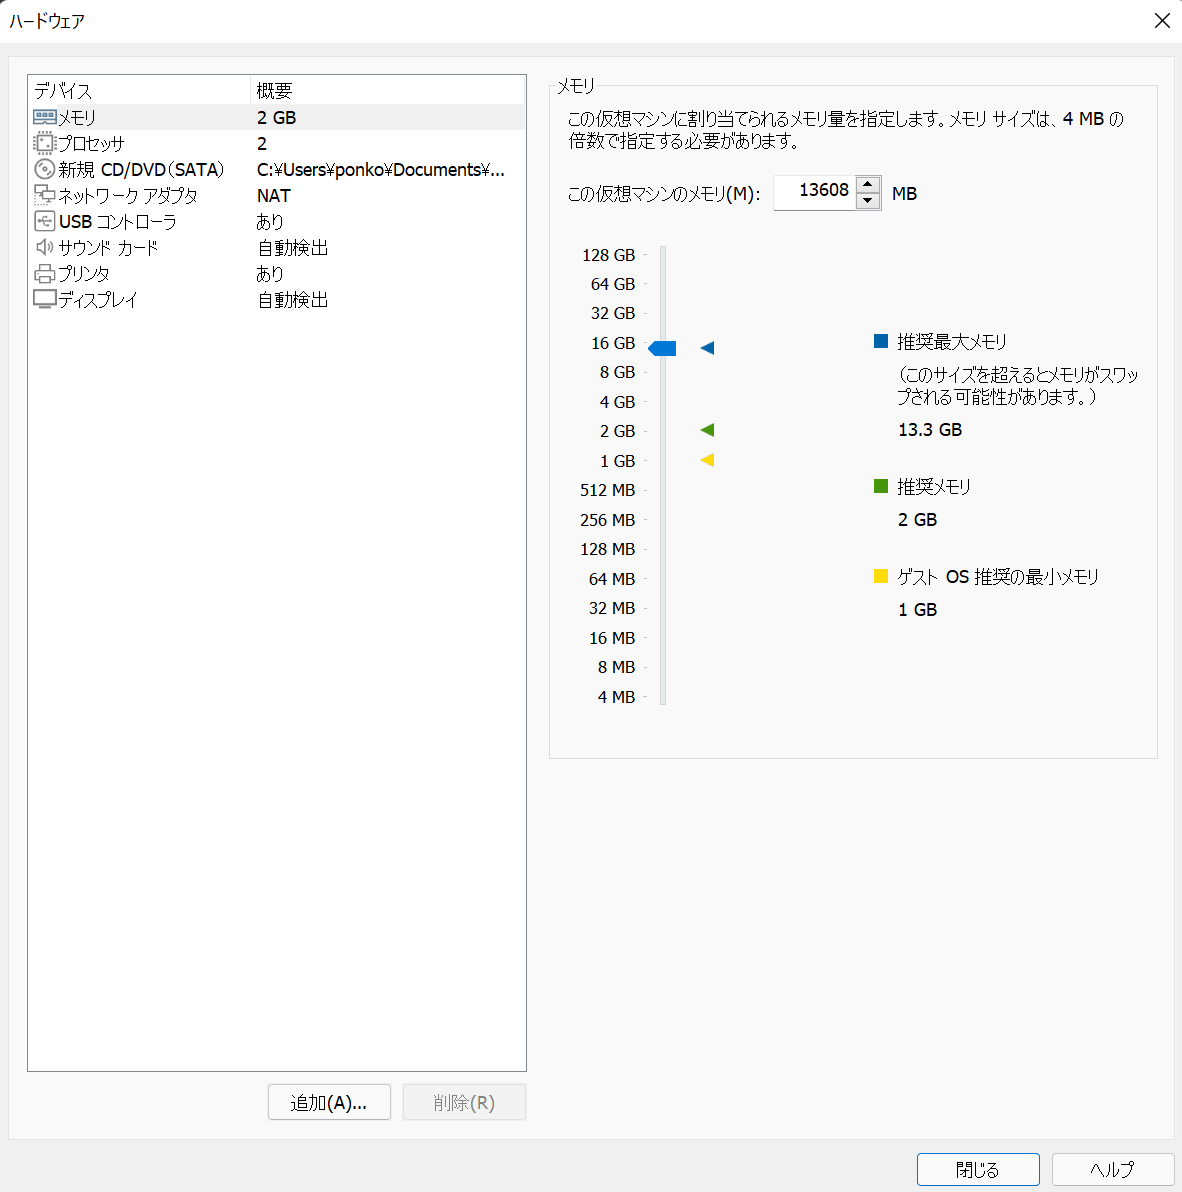 ハードウェア
デバイス 概要
メモリ 2 GB
プロセッサ 2
新規 CD/DVD (SATA) C:¥Users¥ponko¥Documents¥...
ネットワーク アダプタ NAT
USB コントローラ あり
サウンド カード 自動検出
プリンタ あり
ディスプレイ 自動検出
追加(A)... 削除(R)
メモリ
この仮想マシンに割り当てられるメモリ量を指定します。メモリ サイズは、4 MB の
倍数で指定する必要があります。
この仮想マシンのメモリ(M): 13608 MB
128 GB
64 GB
32 GB
16 GB
8 GB
4 GB
2 GB
1 GB
512 MB
256 MB
128 MB
64 MB
32 MB
16 MB
8 MB
4 MB
推奨最大メモリ
(このサイズを超えるとメモリがスワッ
プされる可能性があります。)
13.3 GB
推奨メモリ
2 GB
ゲスト OS 推奨の最小メモリ
1 GB
閉じる ヘルプ